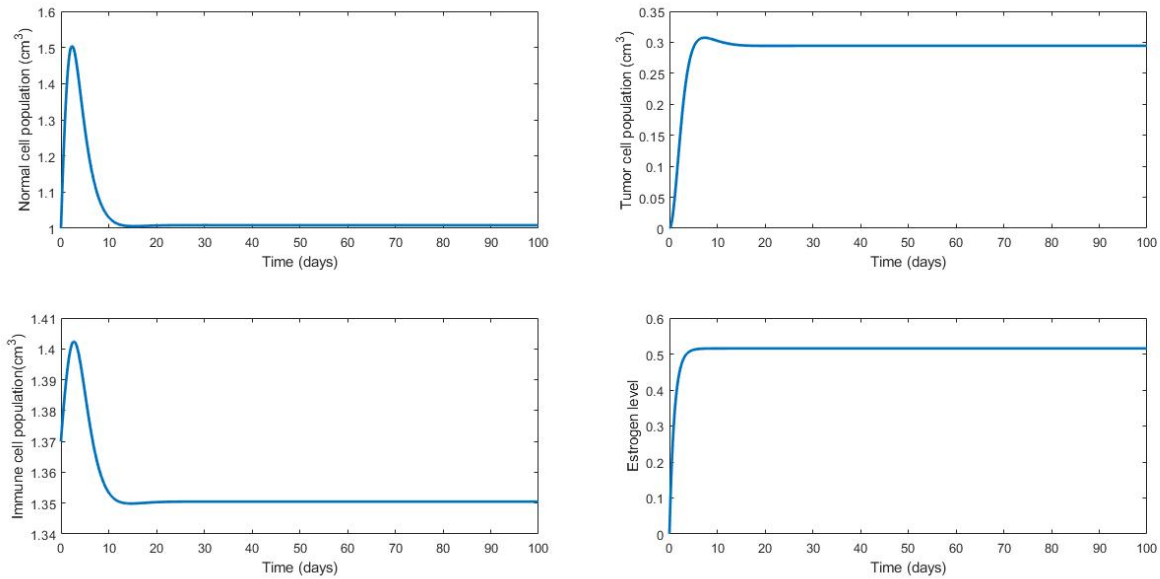 1.6
1.5
1.4
1.3
1.2
1.1
1
Normal cell population (cm³)
0 10 20 30 40 50 60 70 80 90 100
Time (days)
0.35
0.3
0.25
0.2
0.15
0.1
0.05
0
Tumor cell population (cm³)
0 10 20 30 40 50 60 70 80 90 100
Time (days)
1.41
1.4
1.39
1.38
1.37
1.36
1.35
1.34
Immune cell population(cm³)
0 10 20 30 40 50 60 70 80 90 100
Time (days)
0.6
0.5
0.4
0.3
0.2
0.1
0
Estrogen level
0 10 20 30 40 50 60 70 80 90 100
Time (days)